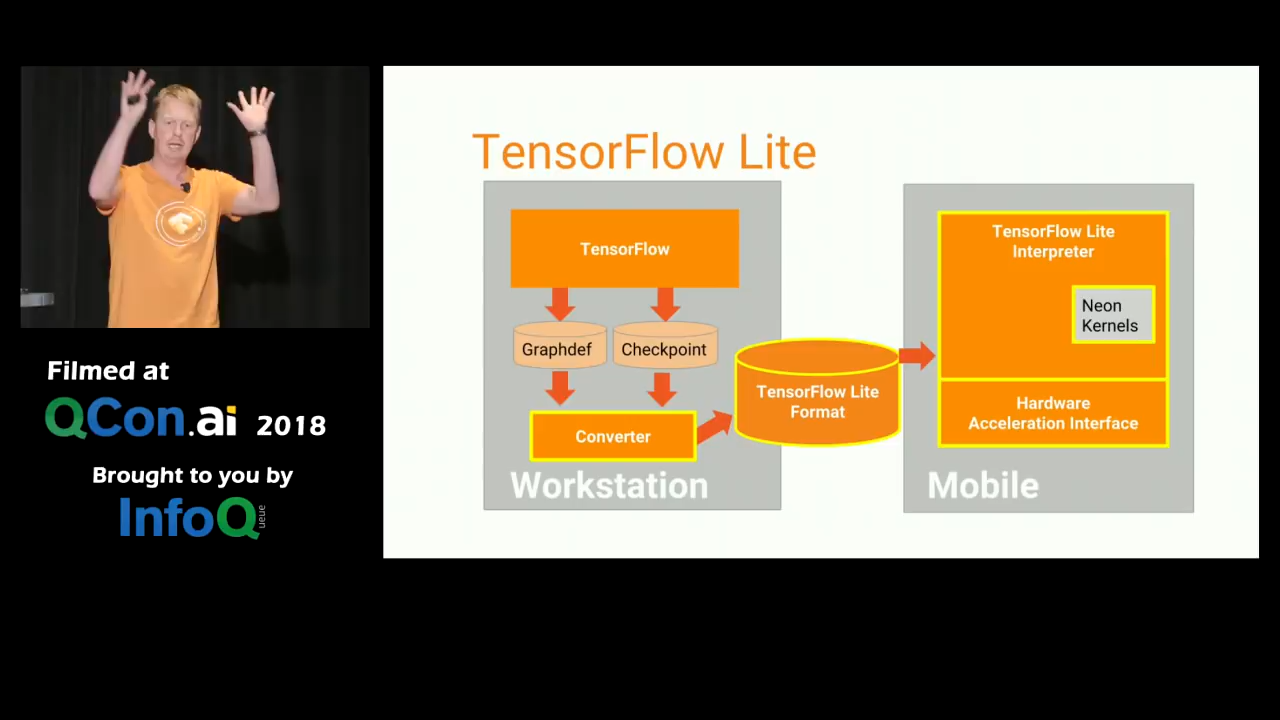 Filmed at
QCon.ai 2018
Brought to you by
InfoQ
ueue
TensorFlow Lite
TensorFlow
Graphdef
Checkpoint
Converter
Workstation
TensorFlow Lite
Format
TensorFlow Lite
Interpreter
Neon
Kernels
Hardware
Acceleration Interface
Mobile